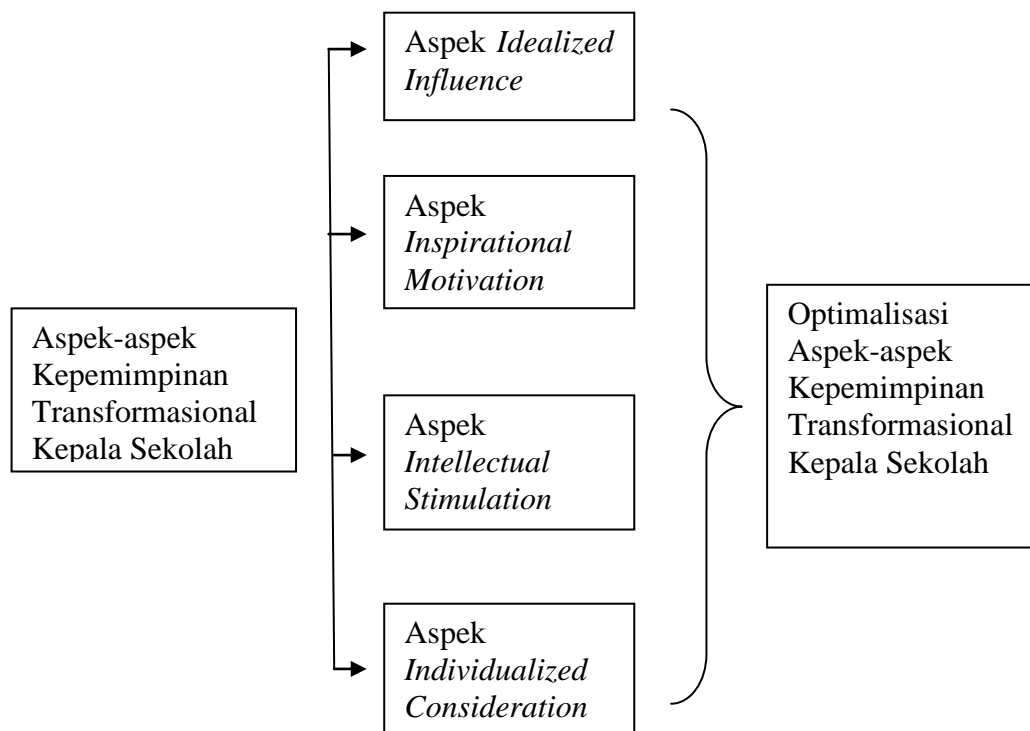 Aspek-aspek
Kepemimpinan
Transformasional
Kepala Sekolah
Aspek Idealized
Influence
Aspek
Inspirational
Motivation
Aspek
Intellectual
Stimulation
Aspek
Individualized
Consideration
Optimalisasi
Aspek-aspek
Kepemimpinan
Transformasional
Kepala Sekolah